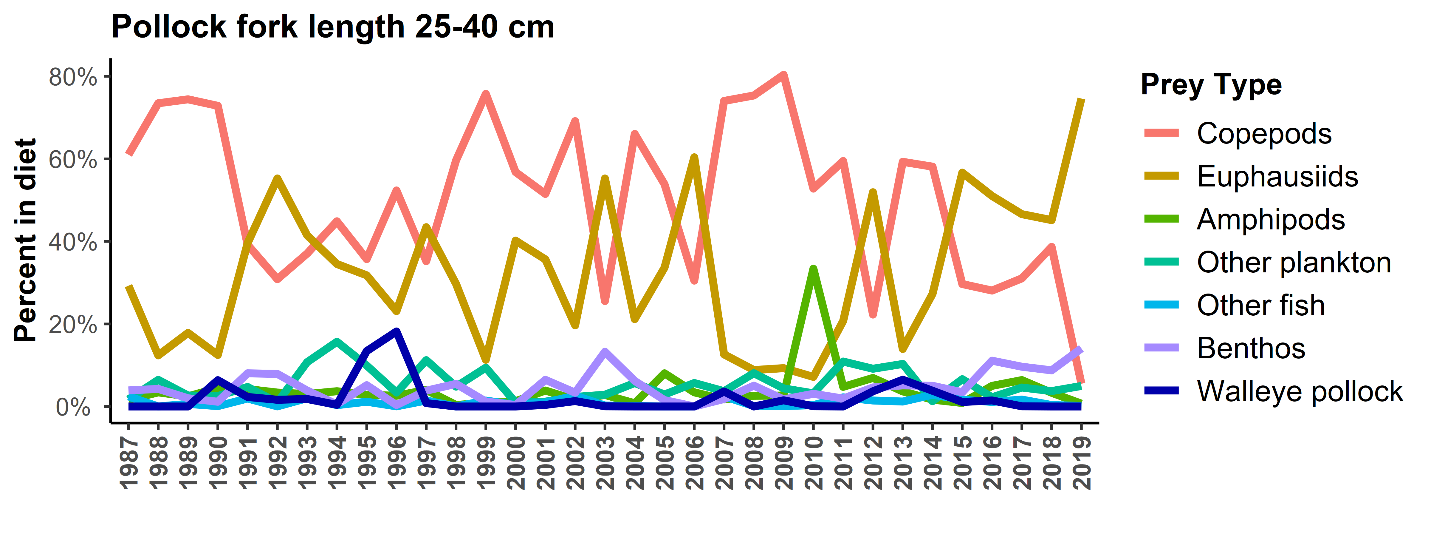 Pollock fork length 25-40 cm
Percent in diet
80%
60%
40%
20%
0%
1987 1988 1989 1990 1991 1992 1993 1994 1995 1996 1997 1998 1999 2000 2001 2002 2003 2004 2005 2006 2007 2008 2009 2010 2011 2012 2013 2014 2015 2016 2017 2018 2019
Prey Type
Copepods
Euphausiids
Amphipods
Other plankton
Other fish
Benthos
Walleye pollock